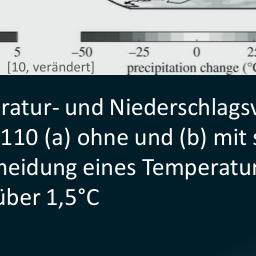 5 −50 −25 0 25
[10, verändert] precipitation change (°C
ratur- und Niederschlagsv
110 (a) ohne und (b) mit s
neidung eines Temperatur
über 1,5°C